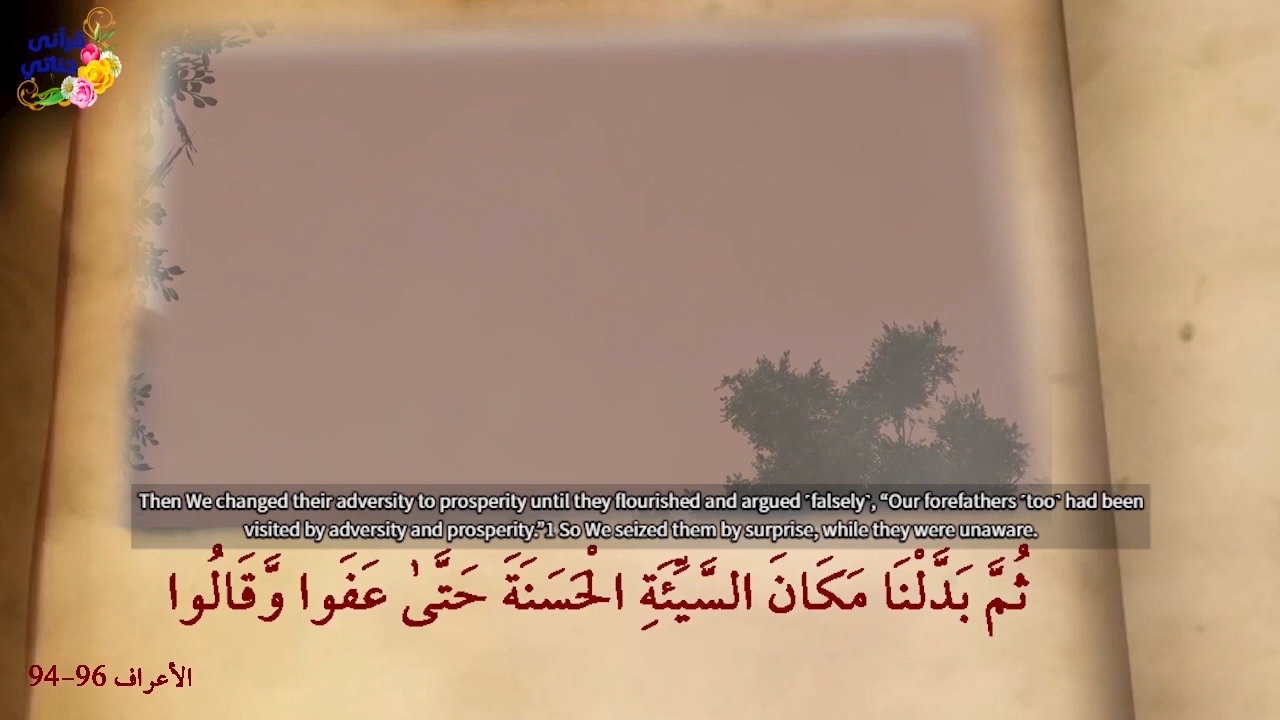 قرآنى
جناتي
Then We changed their adversity to prosperity until they flourished and argued ˹falsely˺, “Our forefathers ˹too˺ had been
visited by adversity and prosperity.”1 So We seized them by surprise, while they were unaware.
ثُمَّ بَدَّلْنَا مَكَانَ السَّيِّئَةِ الْحَسَنَةَ حَتَّىٰ عَفَوا وَّقَالُوا
الأعراف 96-94